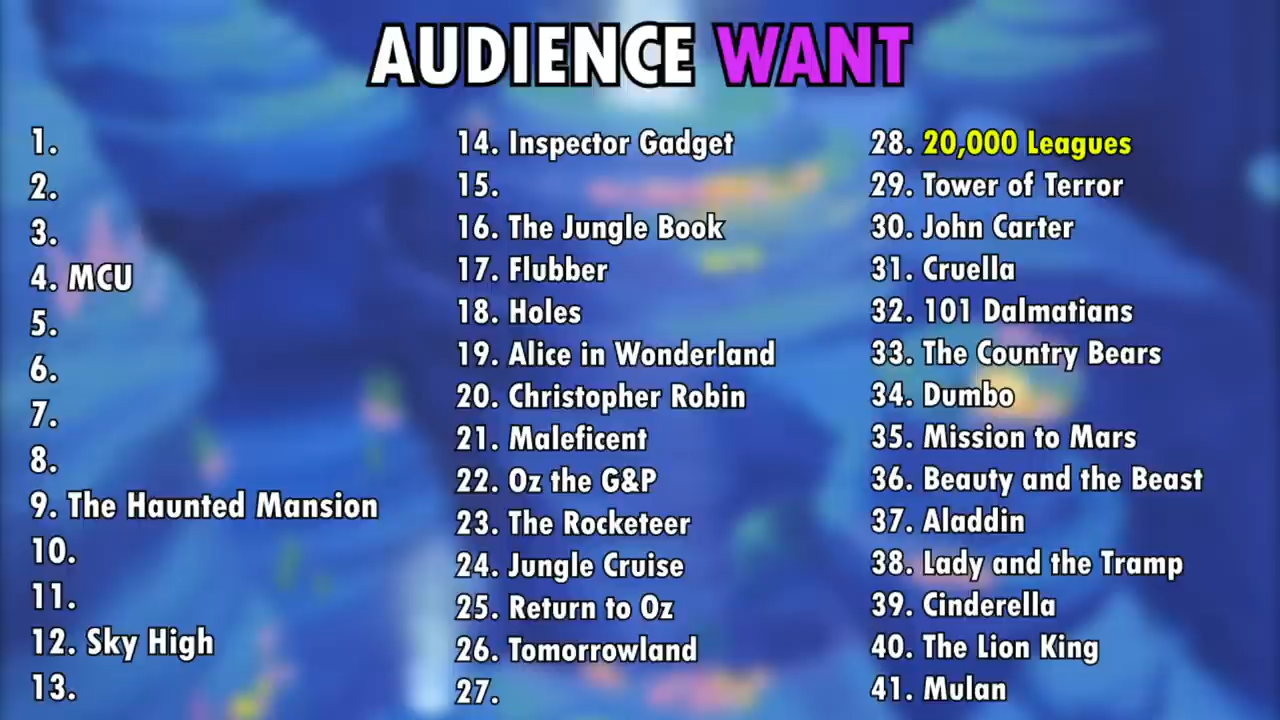 AUDIENCE WANT
1.
2.
3.
4. MCU
5.
6.
7.
8.
9. The Haunted Mansion
10.
11.
12. Sky High
13.
14. Inspector Gadget
15.
16. The Jungle Book
17. Flubber
18. Holes
19. Alice in Wonderland
20. Christopher Robin
21. Maleficent
22. Oz the G&P
23. The Rocketeer
24. Jungle Cruise
25. Return to Oz
26. Tomorrowland
27.
28. 20,000 Leagues
29. Tower of Terror
30. John Carter
31. Cruella
32. 101 Dalmatians
33. The Country Bears
34. Dumbo
35. Mission to Mars
36. Beauty and the Beast
37. Aladdin
38. Lady and the Tramp
39. Cinderella
40. The Lion King
41. Mulan